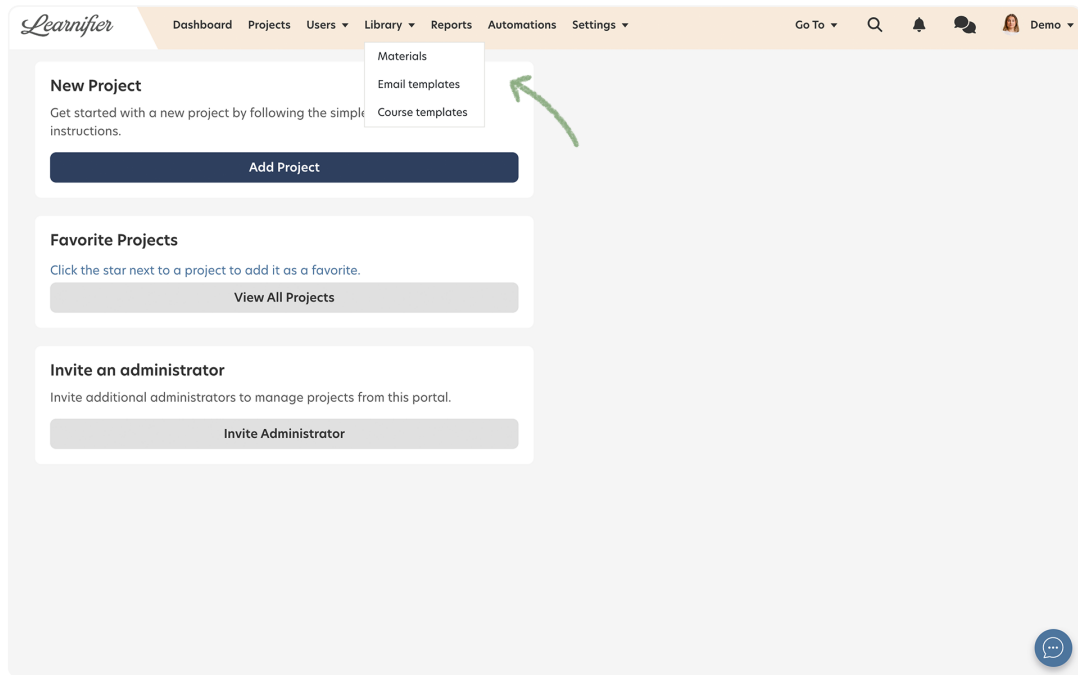 Learnifier Dashboard Projects Users Library Reports Automations Settings Go To Demo
Materials
Email templates
Course templates
New Project
Get started with a new project by following the simple
instructions.
Add Project
Favorite Projects
Click the star next to a project to add it as a favorite.
View All Projects
Invite an administrator
Invite additional administrators to manage projects from this portal.
Invite Administrator